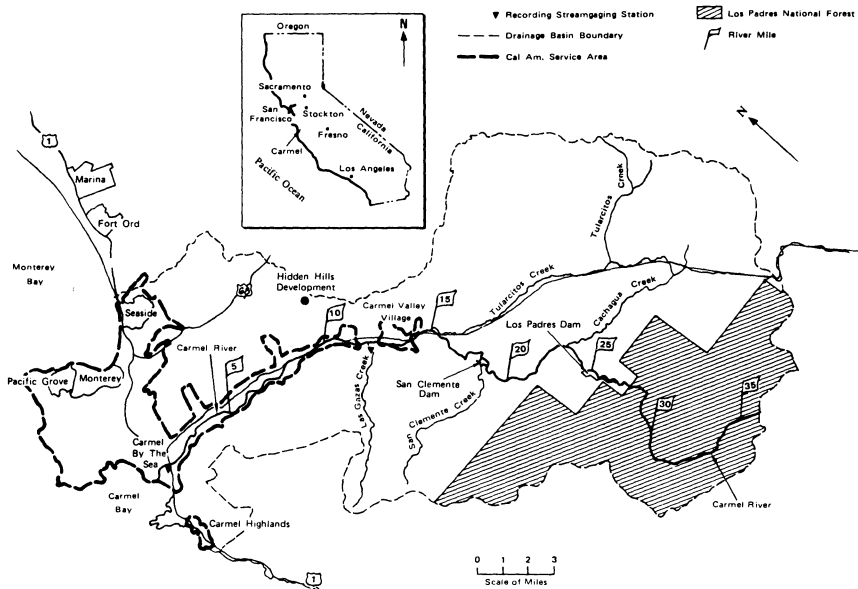 Recording Streamgaging Station
Drainage Basin Boundary
Cal Am. Service Area
Los Padres National Forest
River Mile
N
Oregon
Sacramento
San
Francisco
Stockton
Fresno
Carmel
Nevada
California
Los Angeles
Pacific Ocean
N
1
Marina
Fort Ord
Monterey
Bay
Seaside
68
Hidden Hills
Development
Carmel Valley
Village
Tularcitos
Creek
Tularcitos Creek
Cachagua Creek
Los Padres Dam
Pacific Grove
Monterey
Carmel River
5
10
15
20
25
30
35
San Clemente
Dam
Las Gazas Creek
San Clemente Creek
Carmel
By The
Sea
Carmel
Bay
Carmel Highlands
Carmel River
1
0 1 2 3
Scale of Miles